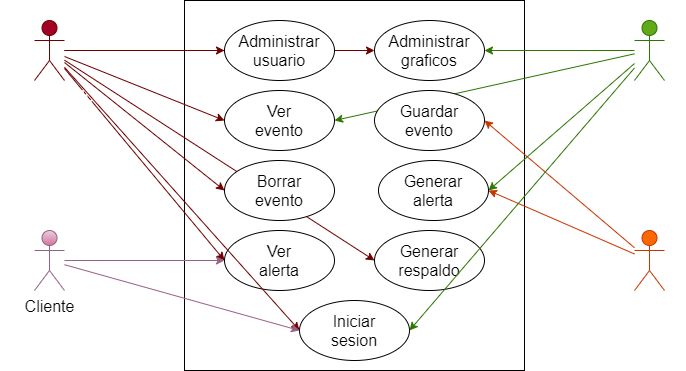 Administrar
usuario
Administrar
graficos
Ver
evento
Guardar
evento
Borrar
evento
Generar
alerta
Ver
alerta
Generar
respaldo
Cliente
Iniciar
sesion